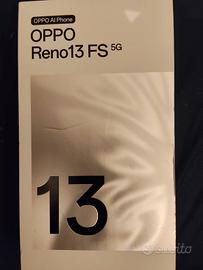 OPPO AI Phone
OPPO
Reno13 FS 5G
13
subito